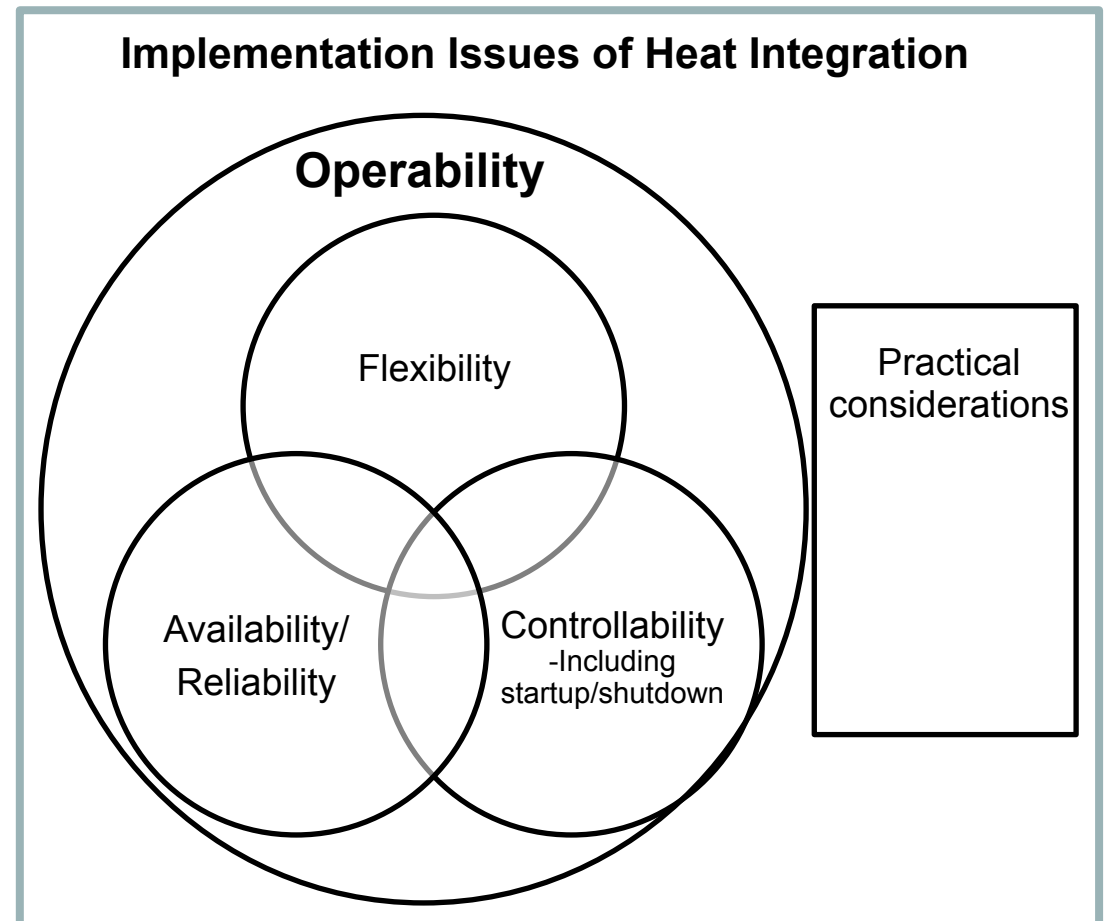 Implementation Issues of Heat Integration
Operability
Flexibility
Practical
considerations
Availability/
Reliability
Controllability
-Including
startup/shutdown